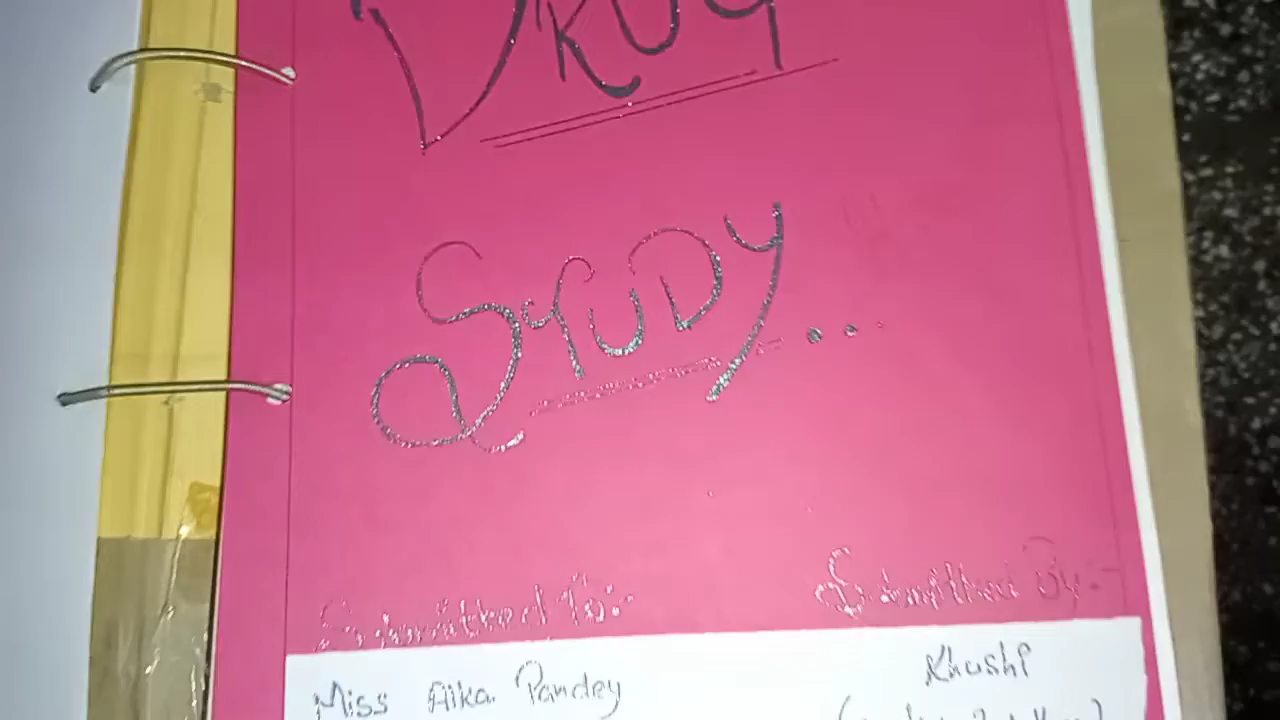 DRUG
STUDY...
Submitted To:-
Submitted By:-
Miss Alka Pandey
Khushi